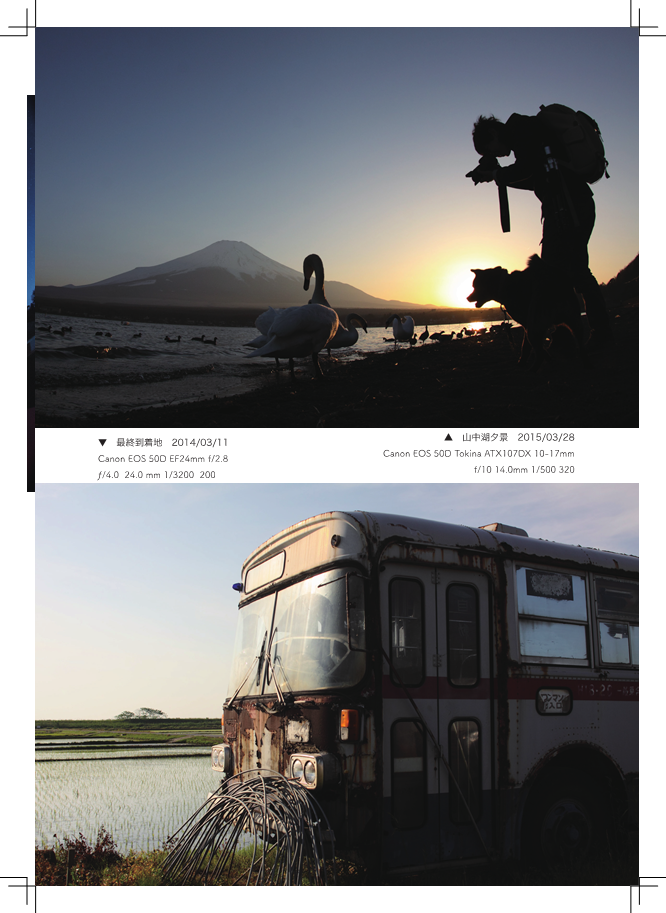 ▼　最終到着地　2014/03/11
Canon EOS 50D EF24mm f/2.8
f/4.0 24.0 mm 1/3200 200
▲　山中湖夕景　2015/03/28
Canon EOS 50D Tokina ATX107DX 10-17mm
f/10 14.0mm 1/500 320